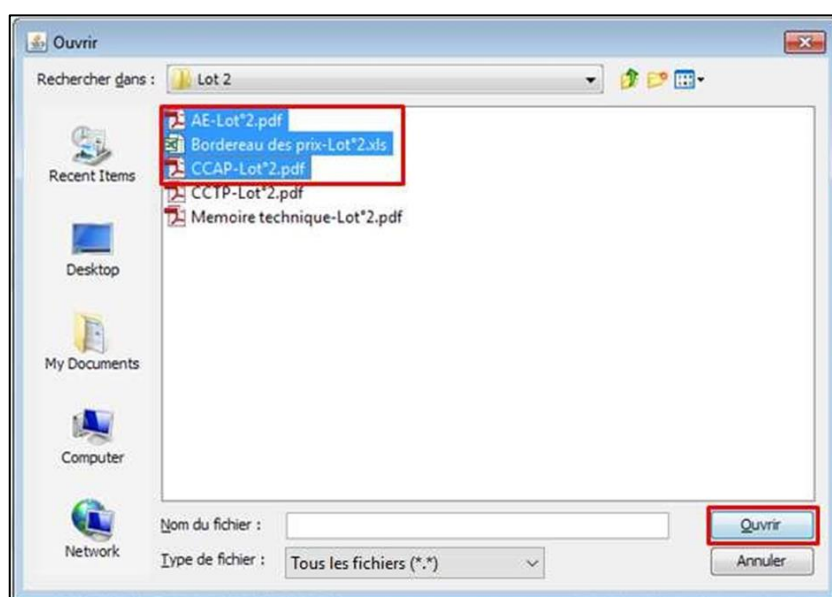 Ouvrir
Rechercher dans : Lot 2
AE-Lot°2.pdf
Bordereau des prix-Lot°2.xls
CCAP-Lot°2.pdf
CCTP-Lot°2.pdf
Memoire technique-Lot°2.pdf
Recent Items
Desktop
My Documents
Computer
Network
Nom du fichier :
Ouvrir
Type de fichier : Tous les fichiers (*.*)
Annuler